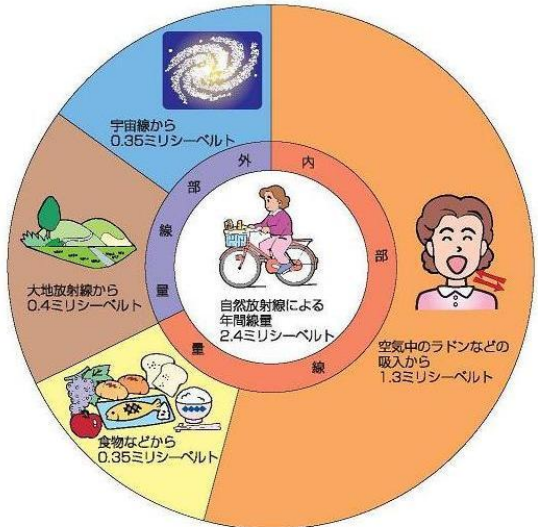 宇宙線から
0.35ミリシーベルト
外部線量
内部線量
大地放射線から
0.4ミリシーベルト
自然放射線による
年間線量
2.4ミリシーベルト
空気中のラドンなどの
吸入から
1.3ミリシーベルト
食物などから
0.35ミリシーベルト